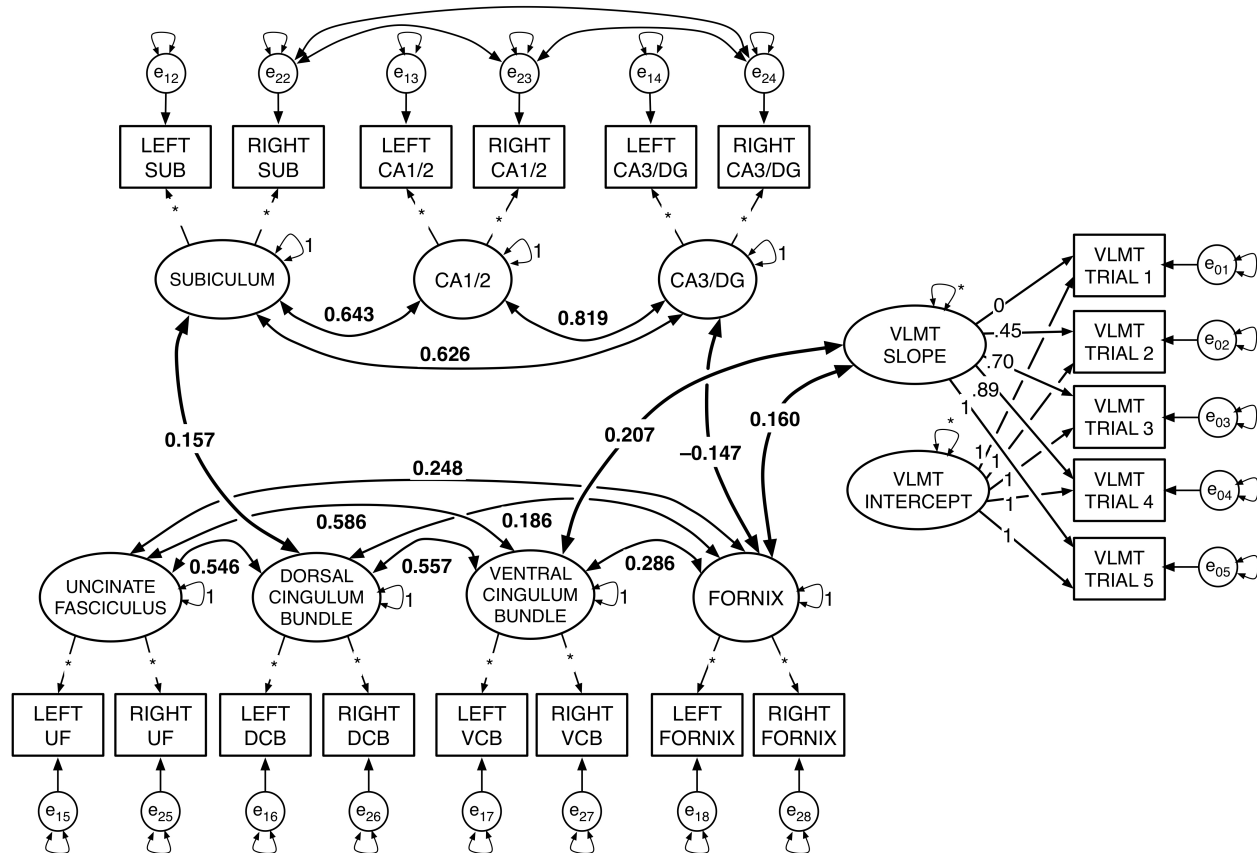 e12 e22 e13 e23 e14 e24
LEFT SUB
RIGHT SUB
LEFT CA1/2
RIGHT CA1/2
LEFT CA3/DG
RIGHT CA3/DG
* * * * * *
SUBICULUM 1
CA1/2 1
CA3/DG 1
0.643
0.819
0.626
VLMT SLOPE *
0
.45
.70
.89
1
VLMT INTERCEPT *
1
1
1
1
1
VLMT TRIAL 1 e01
VLMT TRIAL 2 e02
VLMT TRIAL 3 e03
VLMT TRIAL 4 e04
VLMT TRIAL 5 e05
0.157
0.207
–0.147
0.160
0.248
0.586
0.186
0.546
0.557
0.286
UNCINATE FASCICULUS 1
DORSAL CINGULUM BUNDLE 1
VENTRAL CINGULUM BUNDLE 1
FORNIX 1
* * * * * * * *
LEFT UF
RIGHT UF
LEFT DCB
RIGHT DCB
LEFT VCB
RIGHT VCB
LEFT FORNIX
RIGHT FORNIX
e15 e25 e16 e26 e17 e27 e18 e28